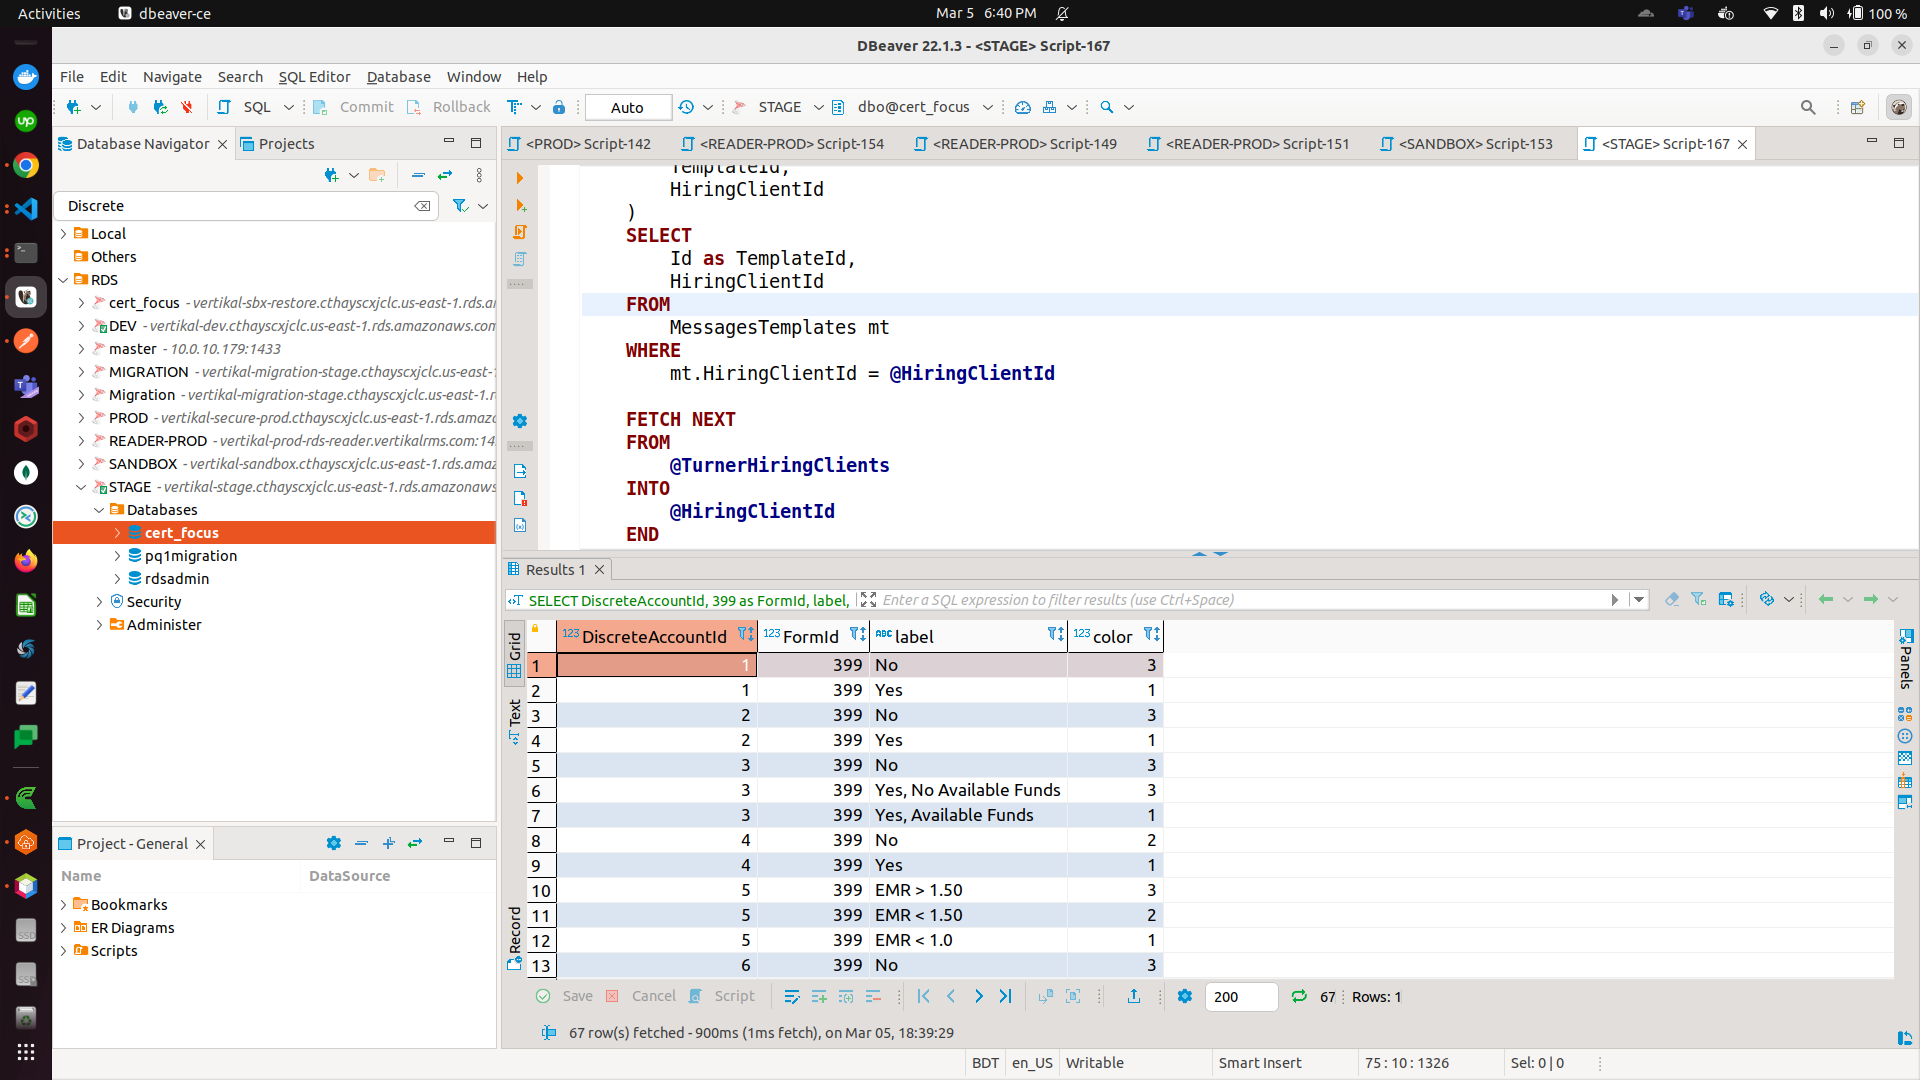 Activities
dbeaver-ce
Mar 5 6:40 PM
100 %
DBeaver 22.1.3 - <STAGE> Script-167
File Edit Navigate Search SQL Editor Database Window Help
SQL Commit Rollback Auto STAGE dbo@cert_focus
Database Navigator Projects
<PROD> Script-142 <READER-PROD> Script-154 <READER-PROD> Script-149 <READER-PROD> Script-151 <SANDBOX> Script-153 <STAGE> Script-167
Discrete
Local
Others
RDS
cert_focus - vertikal-sbx-restore.cthayscxjclc.us-east-1.rds.a
DEV - vertikal-dev.cthayscxjclc.us-east-1.rds.amazonaws.com
master - 10.0.10.179:1433
MIGRATION - vertikal-migration-stage.cthayscxjclc.us-east-
Migration - vertikal-migration-stage.cthayscxjclc.us-east-1.r
PROD - vertikal-secure-prod.cthayscxjclc.us-east-1.rds.amaz
READER-PROD - vertikal-prod-rds-reader.vertikalrms.com:14
SANDBOX - vertikal-sandbox.cthayscxjclc.us-east-1.rds.ama
STAGE - vertikal-stage.cthayscxjclc.us-east-1.rds.amazonaws
Databases
cert_focus
pq1migration
rdsadmin
Security
Administer
TemplateId,
HiringClientId
)
SELECT
Id as TemplateId,
HiringClientId
FROM
MessagesTemplates mt
WHERE
mt.HiringClientId = @HiringClientId
FETCH NEXT
FROM
@TurnerHiringClients
INTO
@HiringClientId
END
Project - General
Name DataSource
Bookmarks
ER Diagrams
Scripts
Results 1
SELECT DiscreteAccountId, 399 as FormId, label, Enter a SQL expression to filter results (use Ctrl+Space)
Grid
Text
Record
Panels
123 DiscreteAccountId 123 FormId ABC label 123 color
1 1 399 No 3
2 1 399 Yes 1
3 2 399 No 3
4 2 399 Yes 1
5 3 399 No 3
6 3 399 Yes, No Available Funds 3
7 3 399 Yes, Available Funds 1
8 4 399 No 2
9 4 399 Yes 1
10 5 399 EMR > 1.50 3
11 5 399 EMR < 1.50 2
12 5 399 EMR < 1.0 1
13 6 399 No 3
Save Cancel Script 200 67 Rows: 1
67 row(s) fetched - 900ms (1ms fetch), on Mar 05, 18:39:29
BDT en_US Writable Smart Insert 75 : 10 : 1326 Sel: 0 | 0